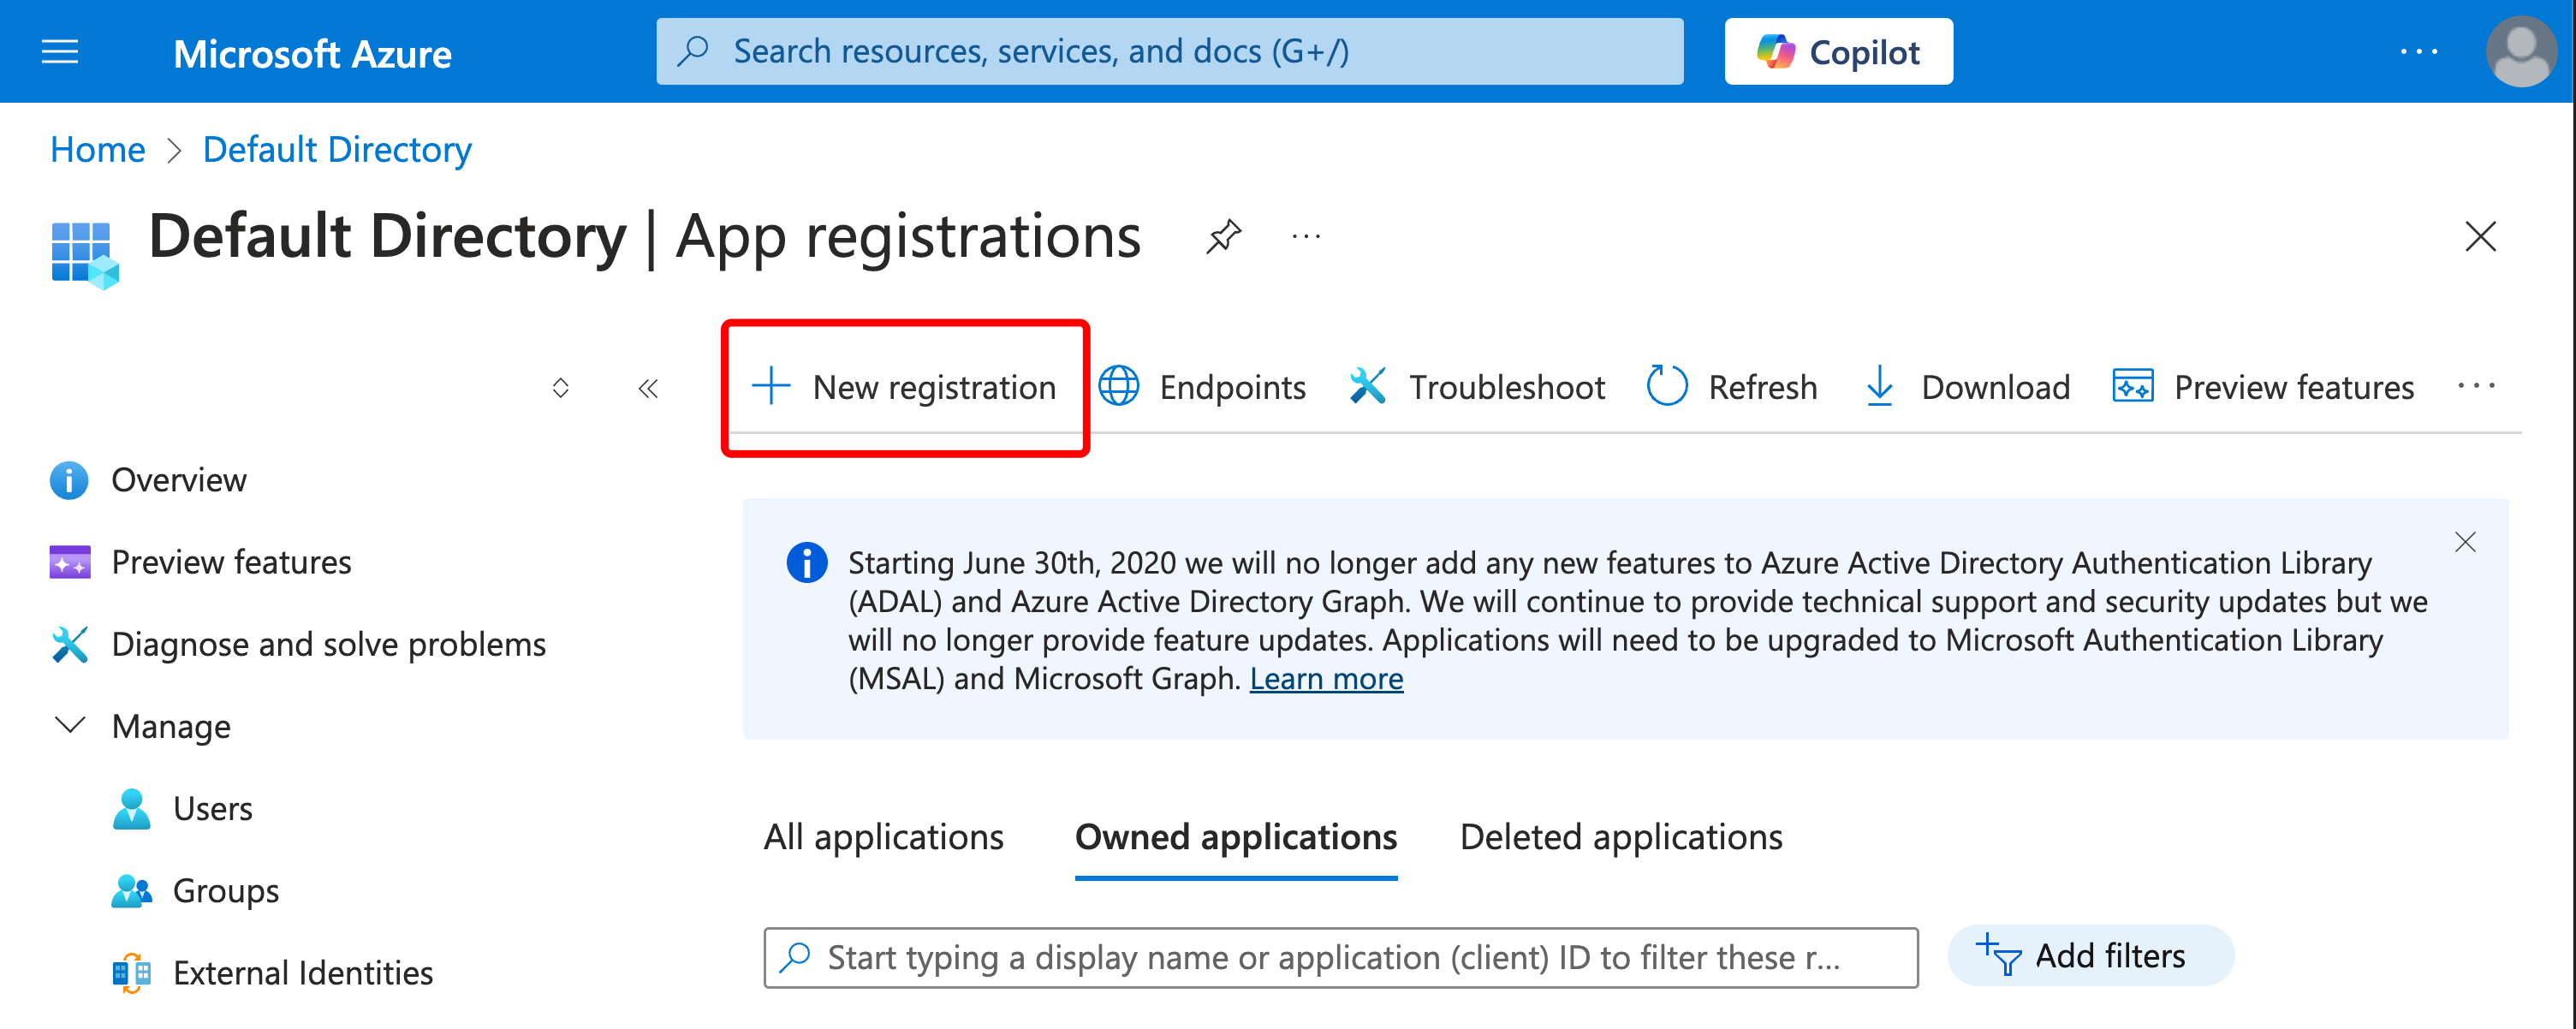 Microsoft Azure
Search resources, services, and docs (G+/)
Copilot
Home
Default Directory
Default Directory | App registrations
New registration
Endpoints
Troubleshoot
Refresh
Download
Preview features
Overview
Preview features
Diagnose and solve problems
Manage
Users
Groups
External Identities
Starting June 30th, 2020 we will no longer add any new features to Azure Active Directory Authentication Library
(ADAL) and Azure Active Directory Graph. We will continue to provide technical support and security updates but we
will no longer provide feature updates. Applications will need to be upgraded to Microsoft Authentication Library
(MSAL) and Microsoft Graph. Learn more
All applications
Owned applications
Deleted applications
Start typing a display name or application (client) ID to filter these r...
Add filters